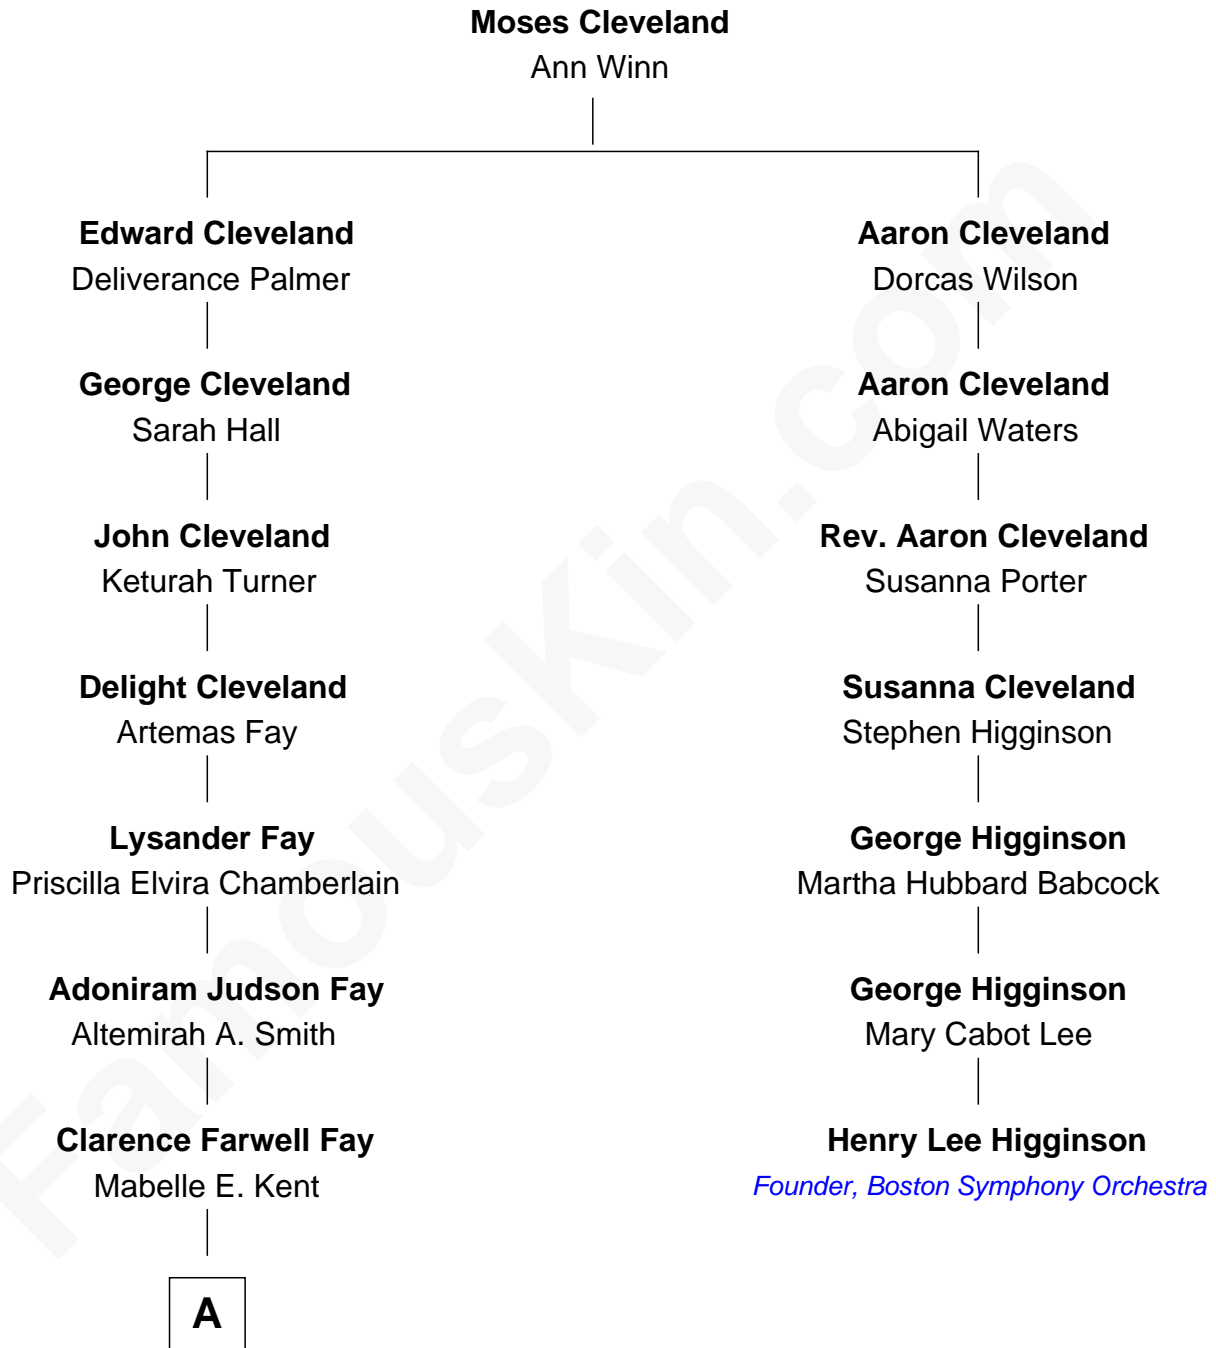 Moses Cleveland
Ann Winn
Edward Cleveland
Deliverance Palmer
Aaron Cleveland
Dorcas Wilson
George Cleveland
Sarah Hall
Aaron Cleveland
Abigail Waters
John Cleveland
Keturah Turner
Rev. Aaron Cleveland
Susanna Porter
Delight Cleveland
Artemas Fay
Susanna Cleveland
Stephen Higginson
Lysander Fay
Priscilla Elvira Chamberlain
George Higginson
Martha Hubbard Babcock
Adoniram Judson Fay
Altemirah A. Smith
George Higginson
Mary Cabot Lee
Clarence Farwell Fay
Mabelle E. Kent
Henry Lee Higginson
Founder, Boston Symphony Orchestra
A
FamousKin.com